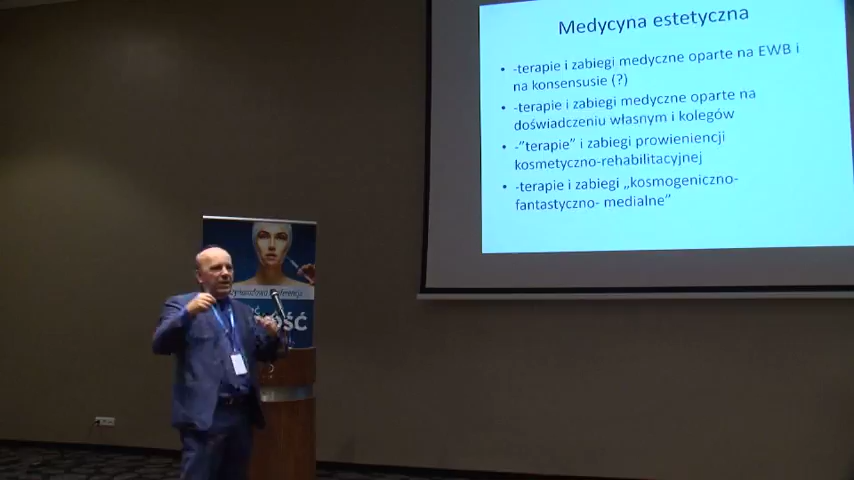 Medycyna estetyczna
• -terapie i zabiegi medyczne oparte na EWB i
na konsensusie (?)
• -terapie i zabiegi medyczne oparte na
doświadczeniu własnym i kolegów
• -"terapie” i zabiegi prowieniencji
kosmetyczno-rehabilitacyjnej
• -terapie i zabiegi „kosmogeniczno-
fantastyczno- medialne”